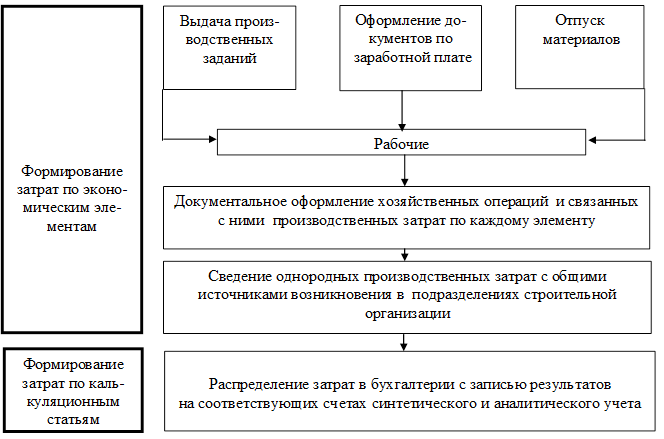 Выдача произ-
водственных
заданий
Оформление до-
кументов по
заработной плате
Отпуск
материалов
Рабочие
Формирование
затрат по эконо-
мическим эле-
ментам
Документальное оформление хозяйственных операций и связанных
с ними производственных затрат по каждому элементу
Сведение однородных производственных затрат с общими
источниками возникновения в подразделениях строительной
организации
Формирование
затрат по каль-
куляционным
статьям
Распределение затрат в бухгалтерии с записью результатов
на соответствующих счетах синтетического и аналитического учета